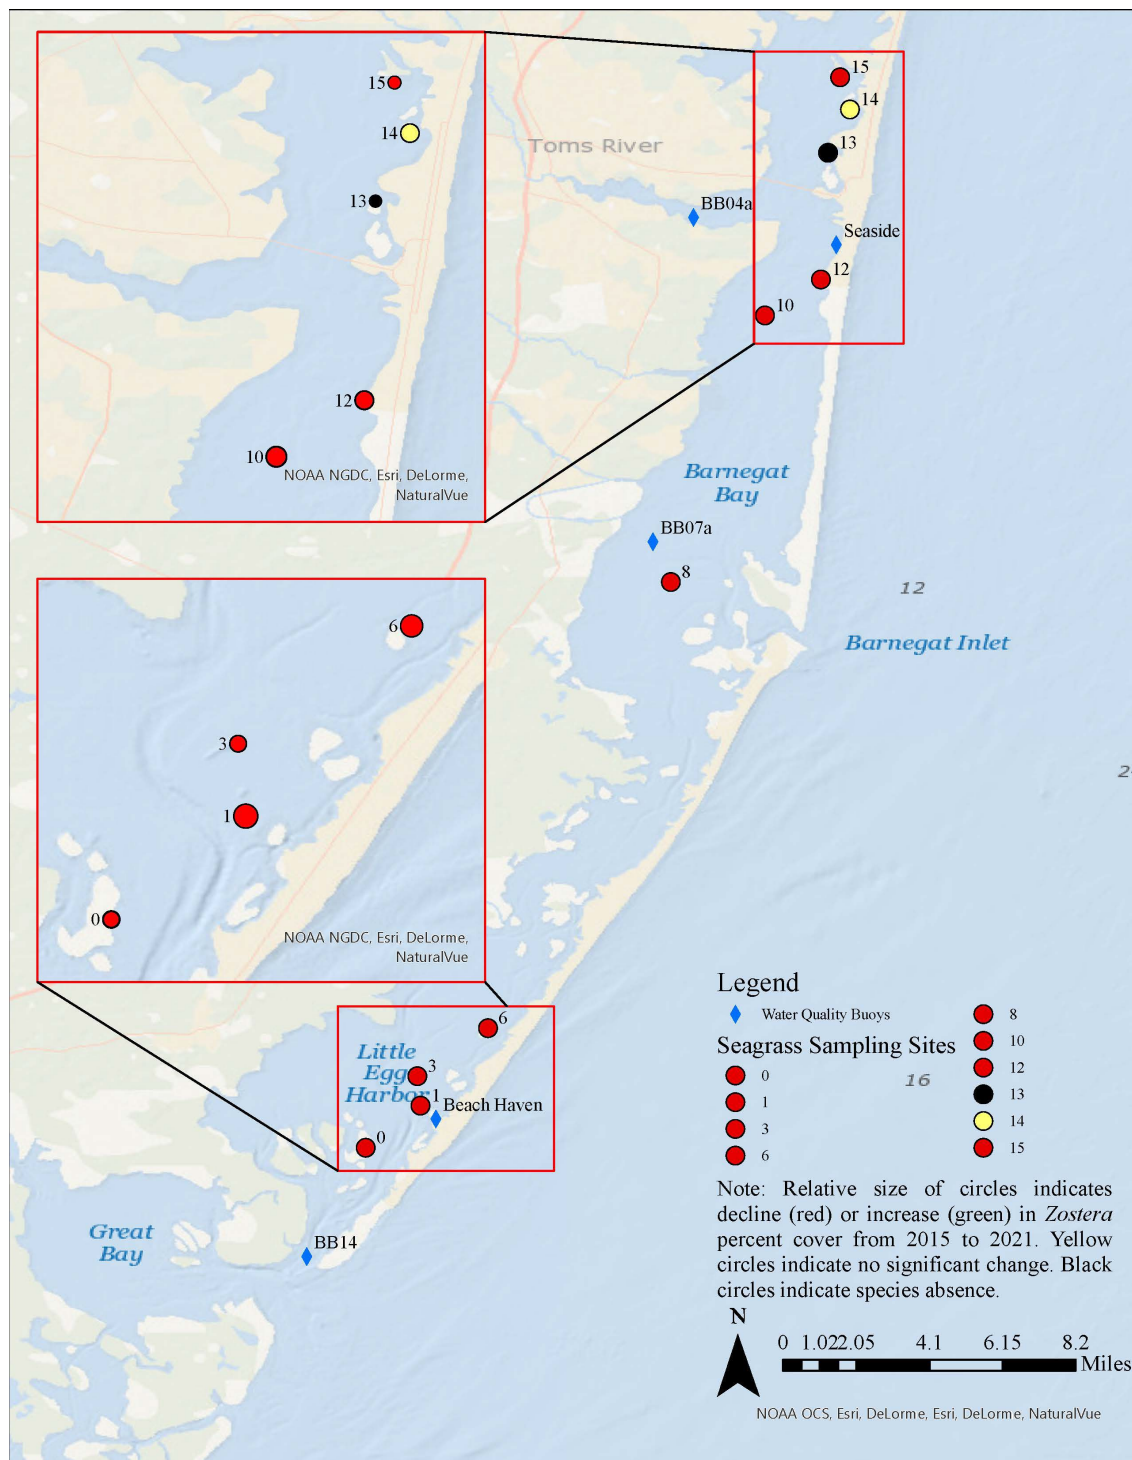 15
14
13
12
10
NOAA NGDC, Esri, DeLorme,
NaturalVue
Toms River
BB04a
15
14
13
Seaside
12
10
Barnegat
Bay
BB07a
8
12
Barnegat Inlet
2
6
3
1
0
NOAA NGDC, Esri, DeLorme,
NaturalVue
Little
Egg
Harbor
6
3
1
Beach Haven
0
16
Great
Bay
BB14
Legend
Water Quality Buoys
Seagrass Sampling Sites
0
1
3
6
8
10
12
13
14
15
Note: Relative size of circles indicates
decline (red) or increase (green) in Zostera
percent cover from 2015 to 2021. Yellow
circles indicate no significant change. Black
circles indicate species absence.
N
0 1.022.05 4.1 6.15 8.2
Miles
NOAA OCS, Esri, DeLorme, Esri, DeLorme, NaturalVue